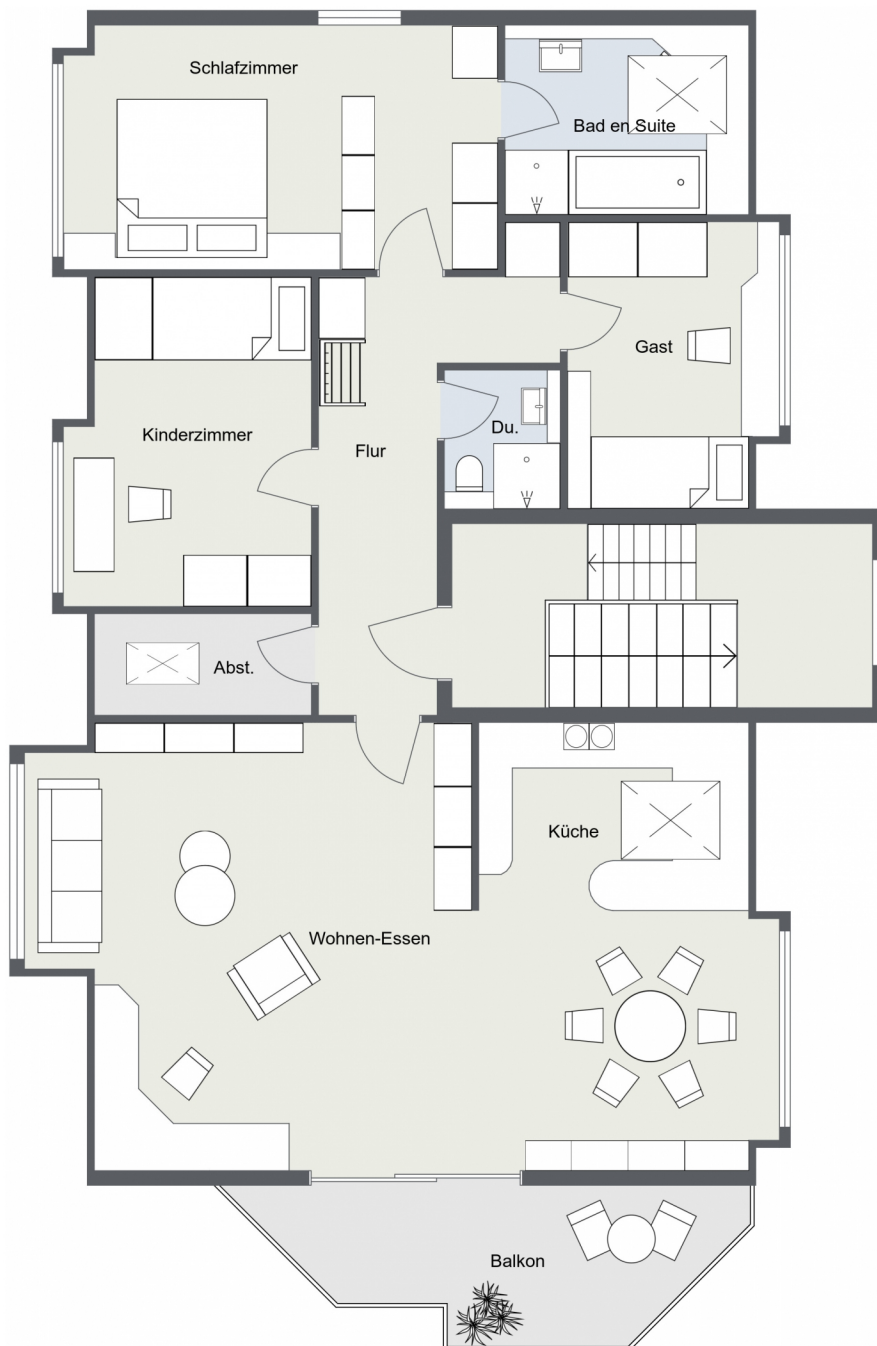 Schlafzimmer
Bad en Suite
Gast
Kinderzimmer
Du.
Flur
Abst.
Küche
Wohnen-Essen
Balkon